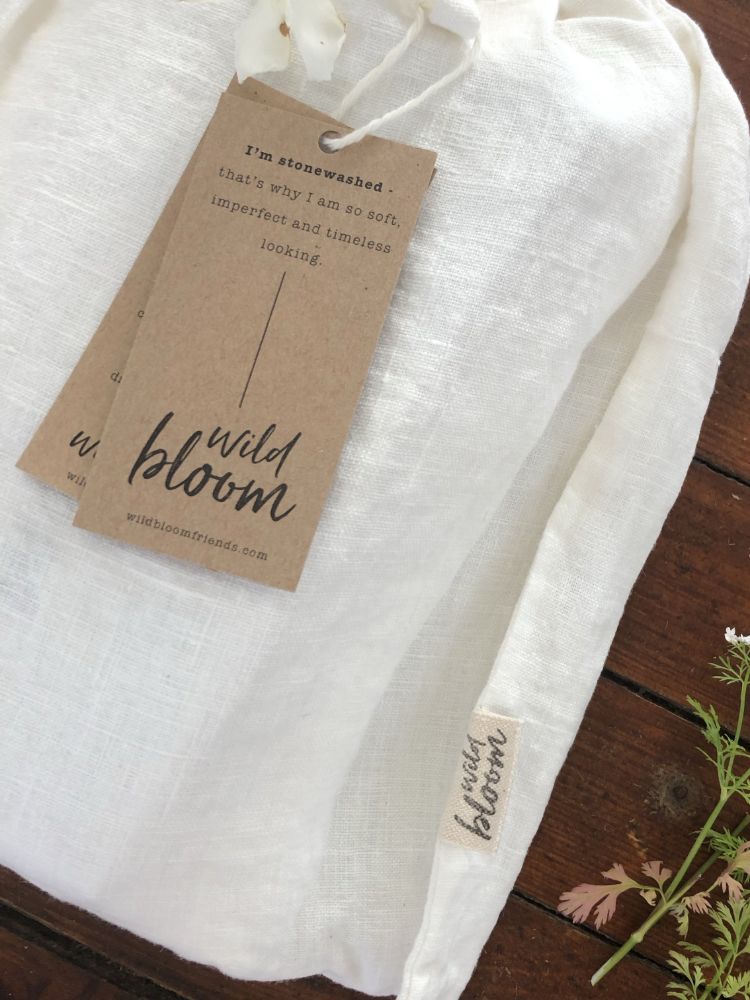 I'm stonewashed -
that's why I am so soft,
imperfect and timeless
looking.
wild
bloom
wildbloomfriends.com
wild
bloom